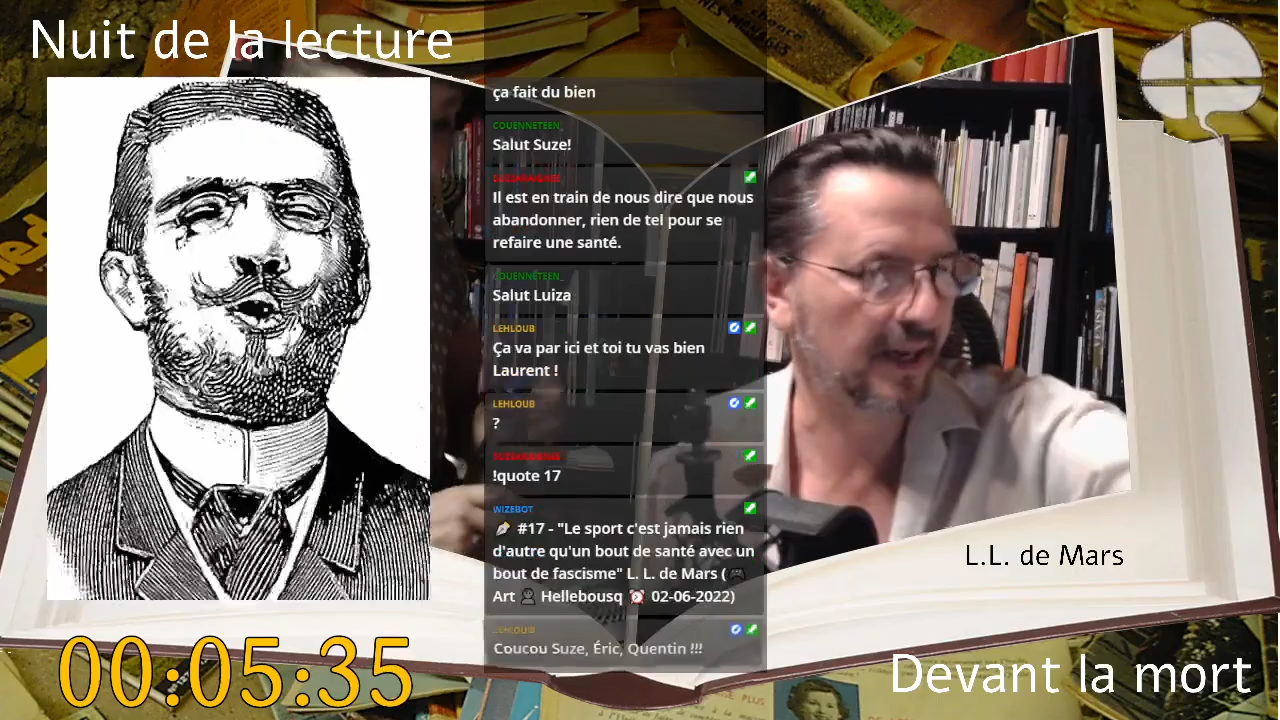 Nuit de la lecture
ça fait du bien
COUENNETEEN_
Salut Suze!
Il est en train de nous dire que nous
abandonner, rien de tel pour se
refaire une santé.
COUENNETEEN_
Salut Luiza
LEHLOUB
Ça va par ici et toi tu vas bien
Laurent !
LEHLOUB
?
!quote 17
WIZEBOT
#17 - "Le sport c'est jamais rien
d'autre qu'un bout de santé avec un
bout de fascisme" L. L. de Mars (
Art Hellebousq 02-06-2022)
LEHLOUB
Coucou Suze, Éric, Quentin !!!
L.L. de Mars
00:05:35
Devant la mort